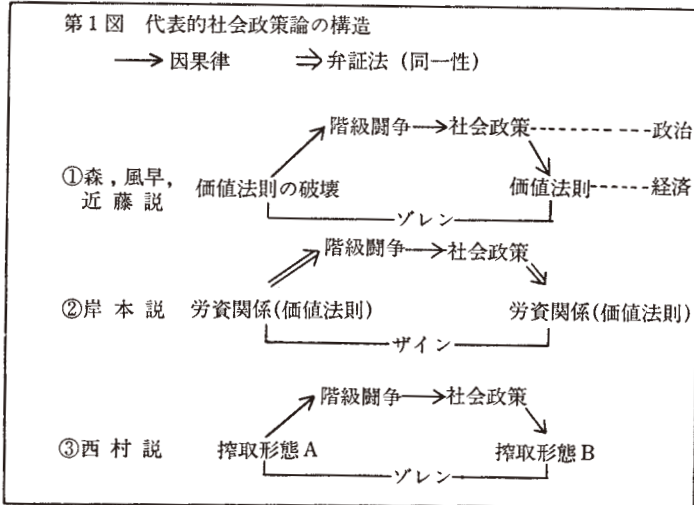 第1図 代表的社会政策論の構造
→因果律 ⇒弁証法（同一性）
階級闘争→社会政策------政治
①森，風早，近藤説 価値法則の破壊 価値法則-----経済
ゾレン
階級闘争→社会政策
②岸本説 労資関係(価値法則) 労資関係(価値法則)
ザイン
階級闘争→社会政策
③西村説 搾取形態A 搾取形態B
ゾレン